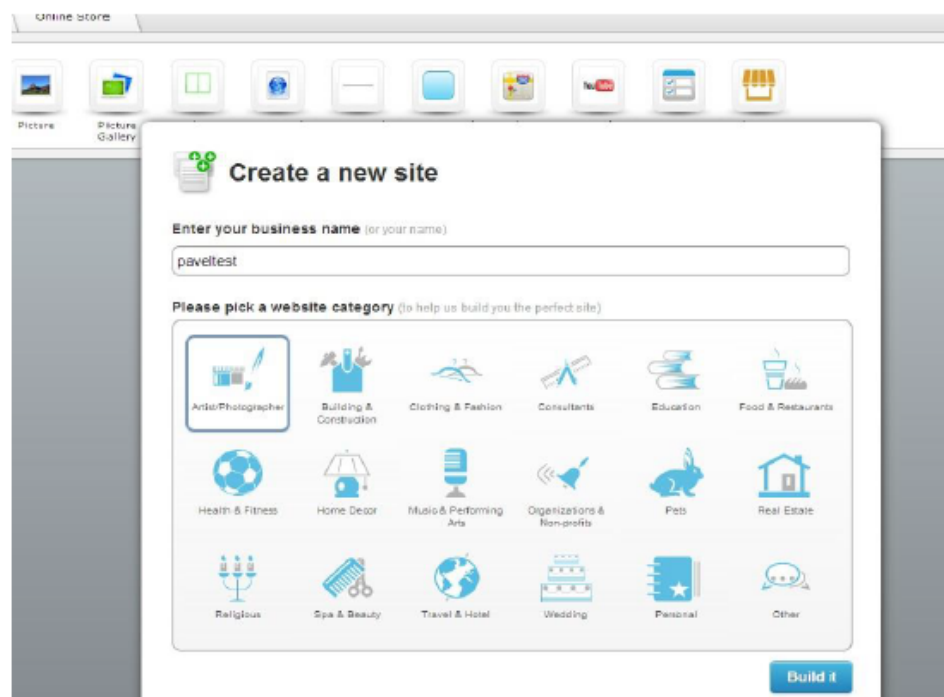 Online Store
You Tube
Picture
Picture
Gallery
Create a new site
Enter your business name (or your name)
paveltest
Please pick a website category (to help us build you the perfect site)
Artist/Photographer
Building &
Construction
Clothing & Fashion
Consultants
Education
Food & Restaurants
Health & Fitness
Home Decor
Music & Performing
Arts
Organizations &
Non-profits
Pets
Real Estate
Religious
Spa & Beauty
Travel & Hotel
Wedding
Personal
Other
Build it